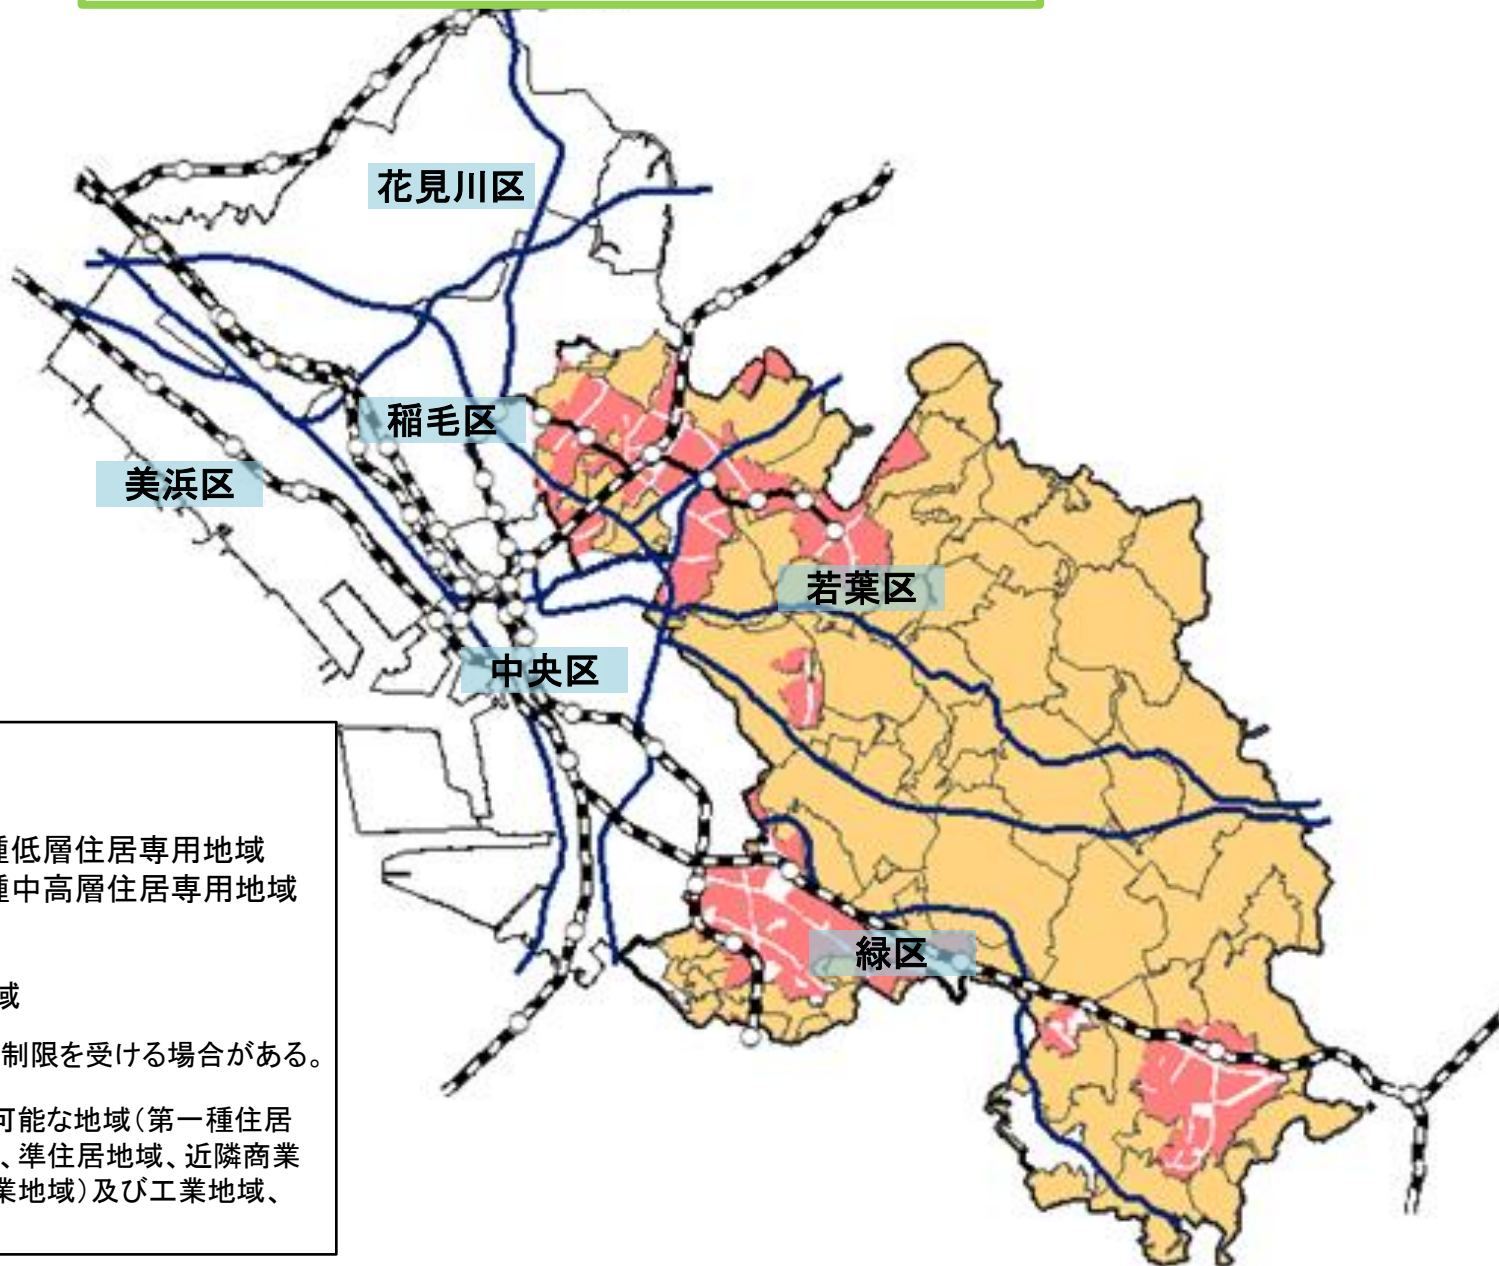 花見川区
稲毛区
美浜区
若葉区
中央区
緑区
種低層住居専用地域
種中高層住居専用地域
域
制限を受ける場合がある。
可能な地域（第一種住居
、準住居地域、近隣商業
業地域）及び工業地域、